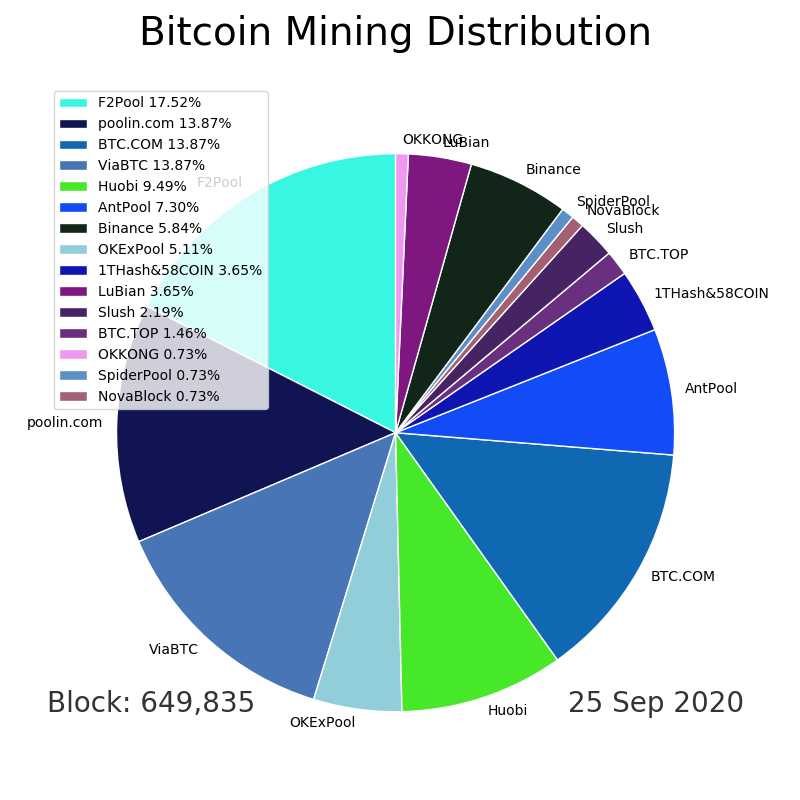 Bitcoin Mining Distribution
F2Pool 17.52%
poolin.com 13.87%
BTC.COM 13.87%
ViaBTC 13.87%
Huobi 9.49%
AntPool 7.30%
Binance 5.84%
OKExPool 5.11%
1THash&58COIN 3.65%
LuBian 3.65%
Slush 2.19%
BTC.TOP 1.46%
OKKONG 0.73%
SpiderPool 0.73%
NovaBlock 0.73%
OKKONG
LuBian
Binance
F2Pool
SpiderPool
NovaBlock
Slush
BTC.TOP
1THash&58COIN
AntPool
poolin.com
BTC.COM
ViaBTC
Huobi
OKExPool
Block: 649,835
25 Sep 2020